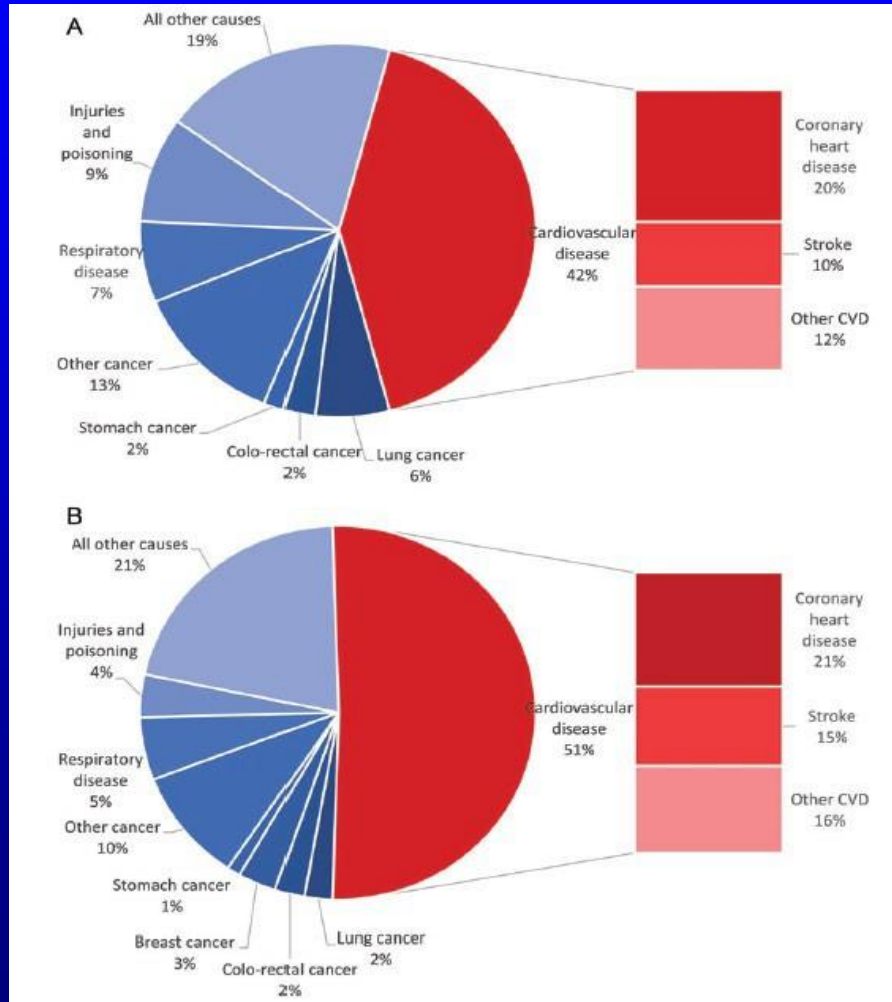 A
All other causes
19%
Injuries
and
poisoning
9%
Respiratory
disease
7%
Other cancer
13%
Stomach cancer
2%
Colo-rectal cancer
2%
Lung cancer
6%
Cardiovascular
disease
42%
Coronary
heart
disease
20%
Stroke
10%
Other CVD
12%
B
All other causes
21%
Injuries and
poisoning
4%
Respiratory
disease
5%
Other cancer
10%
Stomach cancer
1%
Breast cancer
3%
Colo-rectal cancer
2%
Lung cancer
2%
Cardiovascular
disease
51%
Coronary
heart
disease
21%
Stroke
15%
Other CVD
16%